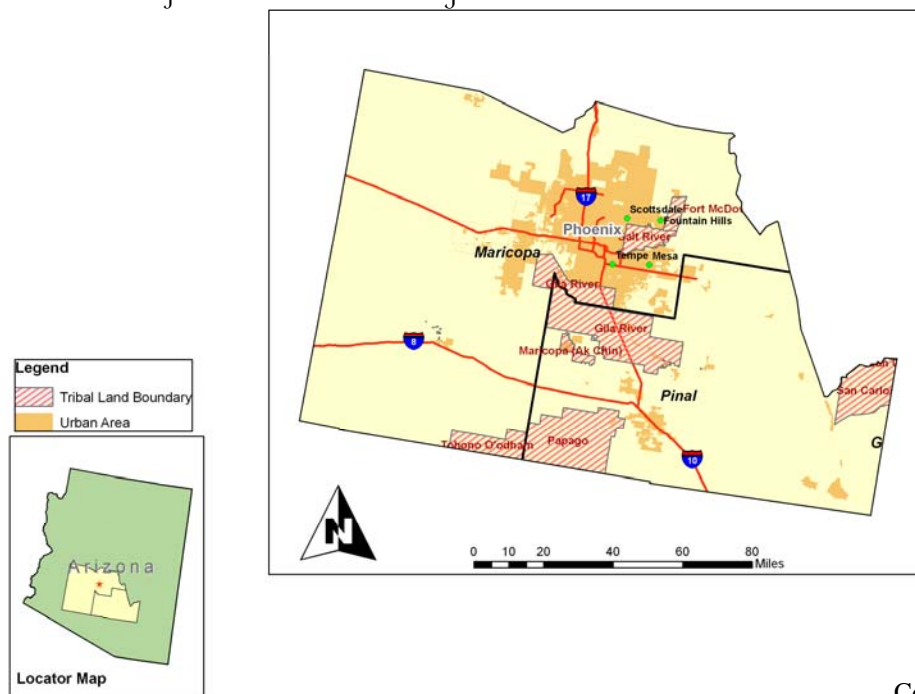 17
Scottsdale
Fort McDo
Fountain Hills
Phoenix
Salt River
Maricopa
Tempe Mesa
Gila River
Gila River
8
Maricopa (Ak Chin)
San Carlo
Pinal
Tohono O'odham
Papago
G
10
N
0 10 20 40 60 80
Miles
Legend
Tribal Land Boundary
Urban Area
Arizona
Locator Map